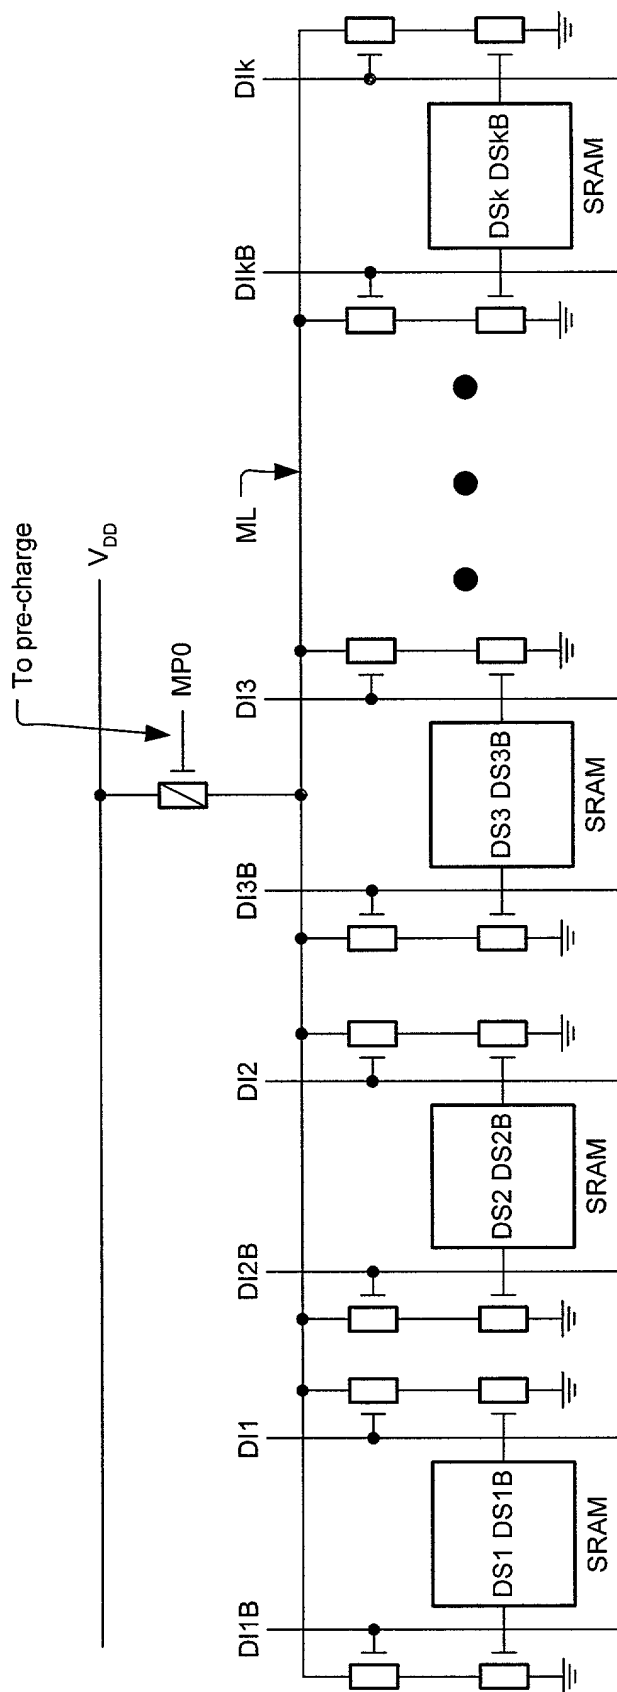 To pre-charge
V_DD
MP0
ML
DI1B
DI1
DI2B
DI2
DI3B
DI3
DIkB
DIk
DS1 DS1B
DS2 DS2B
DS3 DS3B
DSk DSkB
SRAM
SRAM
SRAM
SRAM